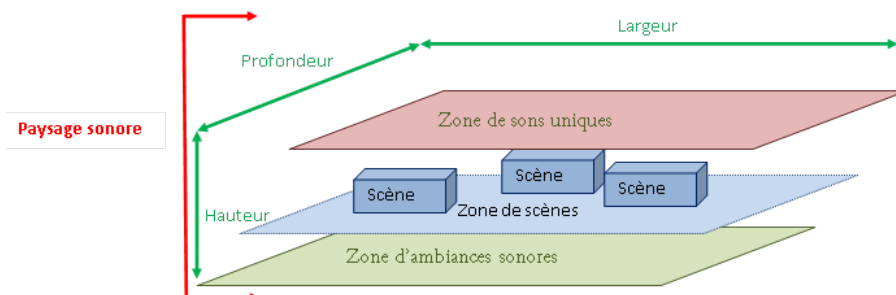 Largeur
Profondeur
Zone de sons uniques
Paysage sonore
Scène
Scène
Scène
Hauteur
Zone de scènes
Zone d'ambiances sonores